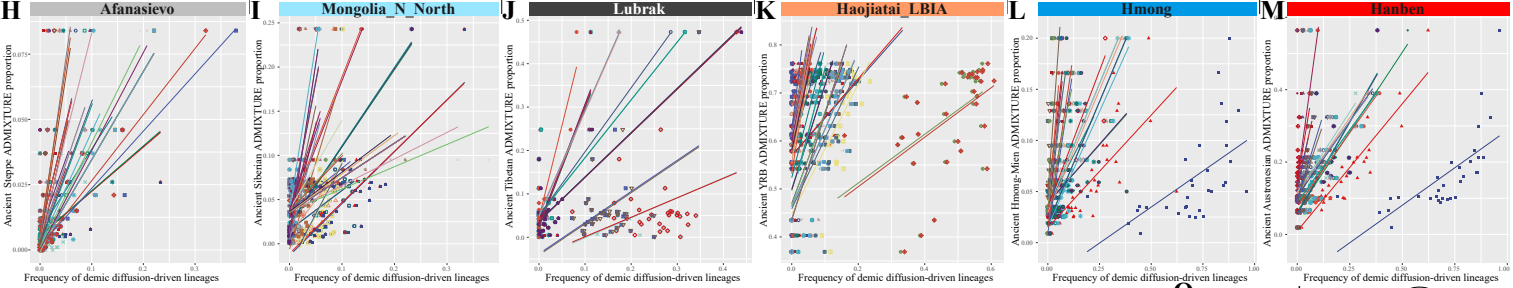 H Afanasievo
Ancient Steppe ADMIXTURE proportion
0.075
0.050
0.025
0.000
0.0 0.1 0.2 0.3
Frequency of demic diffusion-driven lineages
I Mongolia_N_North
Ancient Siberian ADMIXTURE proportion
0.25
0.20
0.15
0.10
0.05
0.00
0.0 0.1 0.2 0.3
Frequency of demic diffusion-driven lineages
J Lubrak
Ancient Tibetan ADMIXTURE proportion
0.5
0.4
0.3
0.2
0.1
0.0
0.0 0.1 0.2 0.3 0.4
Frequency of demic diffusion-driven lineages
K Haojiatai_LBIA
Ancient YRB ADMIXTURE proportion
0.8
0.7
0.6
0.5
0.4
0.0 0.2 0.4 0.6
Frequency of demic diffusion-driven lineages
L Hmong
Ancient Hmong-Mien ADMIXTURE proportion
0.20
0.15
0.10
0.05
0.00
0.00 0.25 0.50 0.75 1.00
Frequency of demic diffusion-driven lineages
M Hanben
Ancient Austronesian ADMIXTURE proportion
0.4
0.2
0.0
0.00 0.25 0.50 0.75 1.00
Frequency of demic diffusion-driven lineages